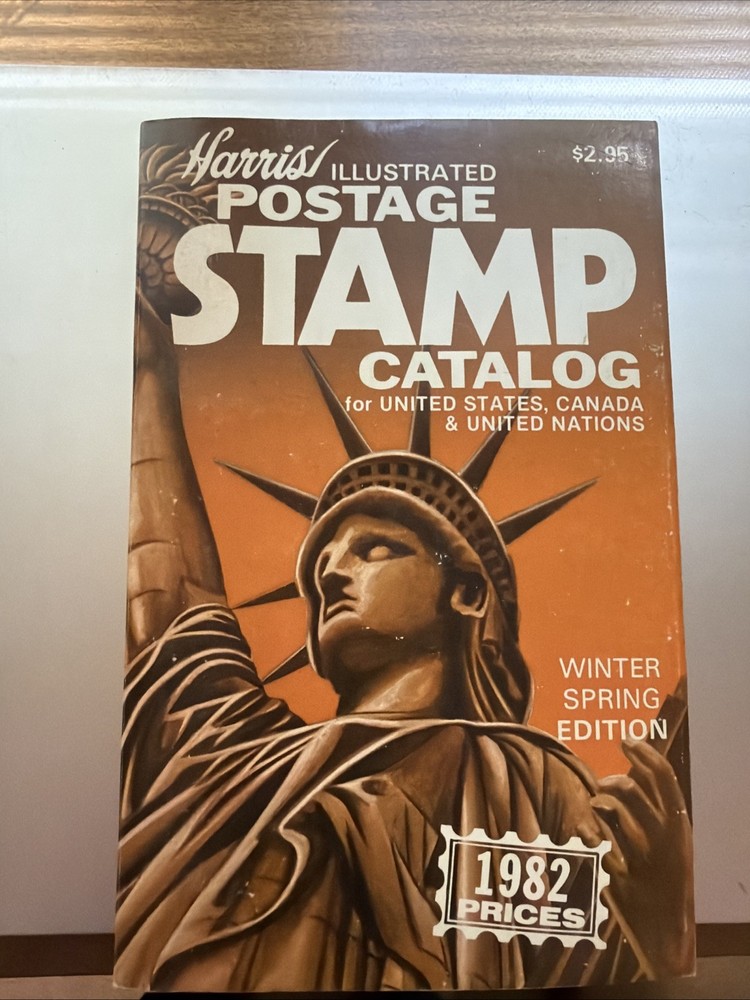 Harris ILLUSTRATED
$2.95
POSTAGE
STAMP
CATALOG
for UNITED STATES, CANADA
& UNITED NATIONS
WINTER
SPRING
EDITION
1982
PRICES